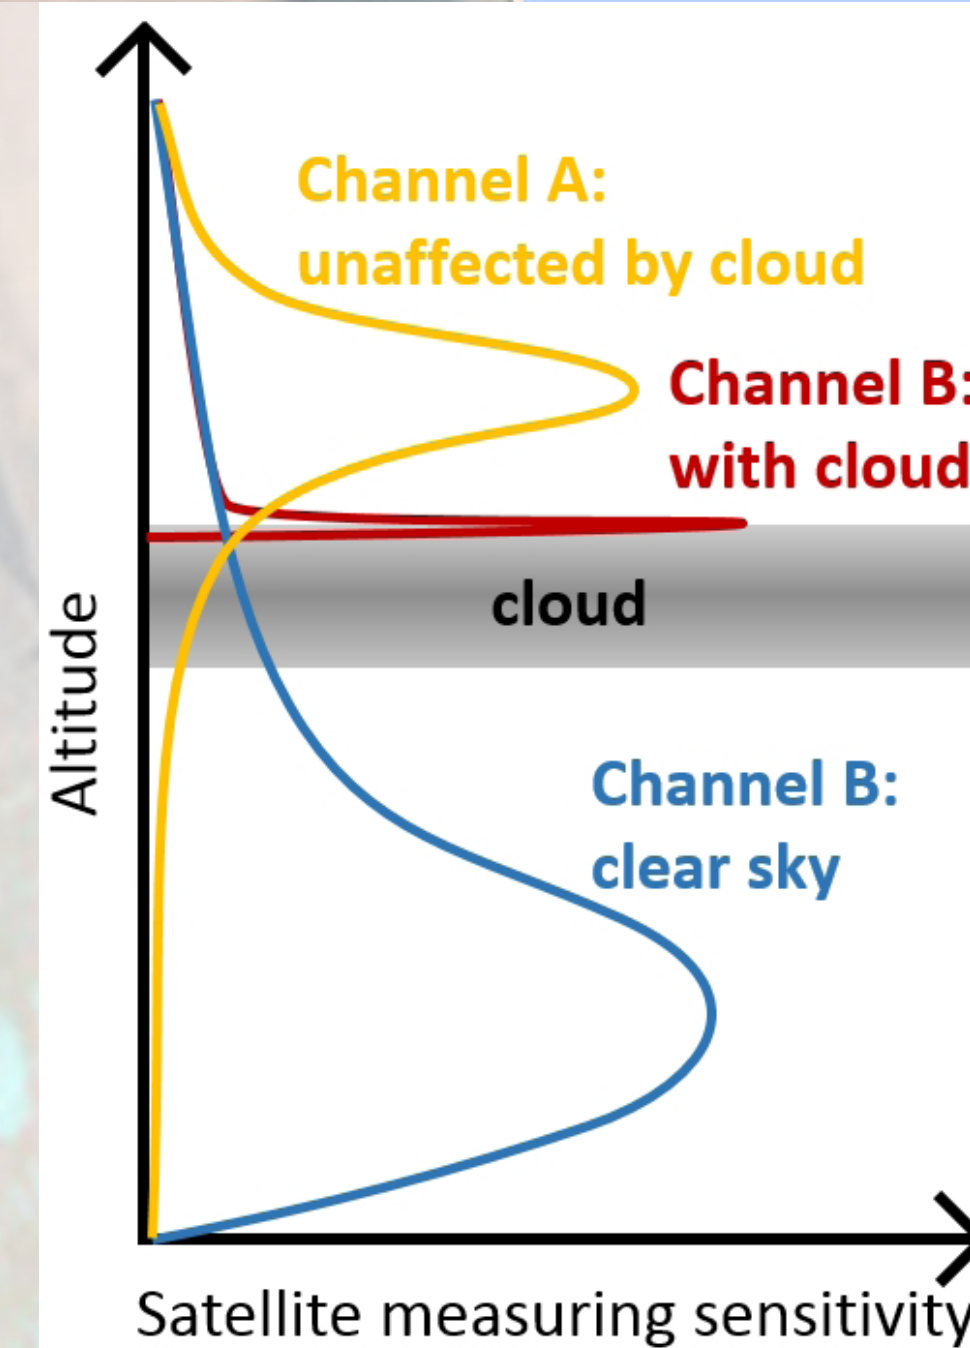 Channel A:
unaffected by cloud
Channel B:
with cloud
cloud
Altitude
Channel B:
clear sky
Satellite measuring sensitivity